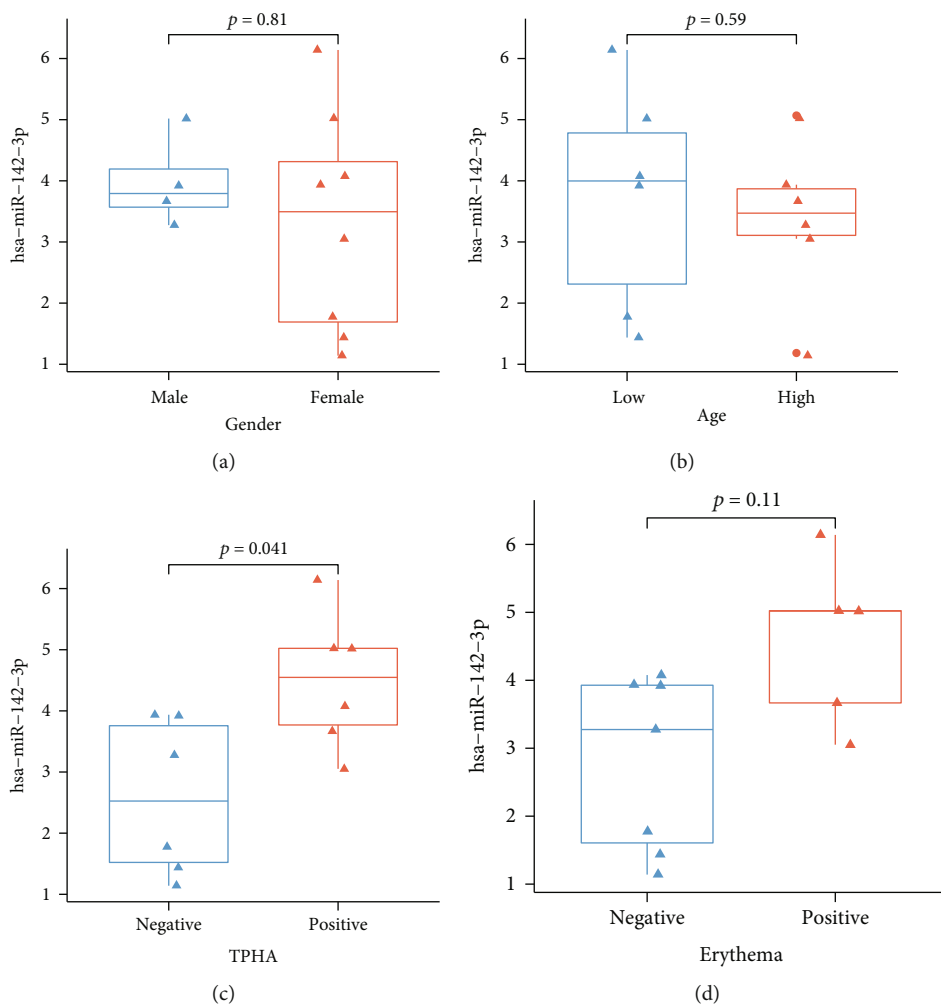 p = 0.81
6
5
4
3
2
1
hsa−miR−142−3p
Male
Female
Gender
(a)
p = 0.59
6
5
4
3
2
1
hsa−miR−142−3p
Low
High
Age
(b)
p = 0.041
6
5
4
3
2
1
hsa−miR−142−3p
Negative
Positive
TPHA
(c)
p = 0.11
6
5
4
3
2
1
hsa−miR−142−3p
Negative
Positive
Erythema
(d)